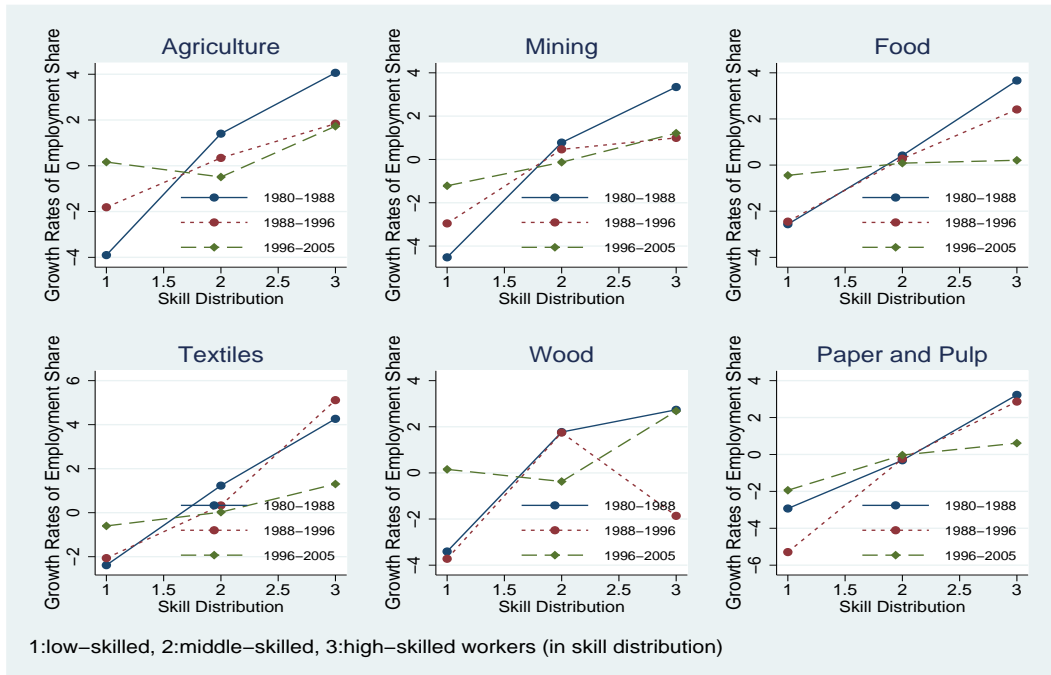 Agriculture
Growth Rates of Employment Share
4
2
0
−2
−4
1980−1988
1988−1996
1996−2005
1 1.5 2 2.5 3
Skill Distribution
Mining
Growth Rates of Employment Share
4
2
0
−2
−4
1980−1988
1988−1996
1996−2005
1 1.5 2 2.5 3
Skill Distribution
Food
Growth Rates of Employment Share
4
2
0
−2
−4
1980−1988
1988−1996
1996−2005
1 1.5 2 2.5 3
Skill Distribution
Textiles
Growth Rates of Employment Share
6
4
2
0
−2
1980−1988
1988−1996
1996−2005
1 1.5 2 2.5 3
Skill Distribution
Wood
Growth Rates of Employment Share
4
2
0
−2
−4
1980−1988
1988−1996
1996−2005
1 1.5 2 2.5 3
Skill Distribution
Paper and Pulp
Growth Rates of Employment Share
4
2
0
−2
−4
−6
1980−1988
1988−1996
1996−2005
1 1.5 2 2.5 3
Skill Distribution
1:low−skilled, 2:middle−skilled, 3:high−skilled workers (in skill distribution)